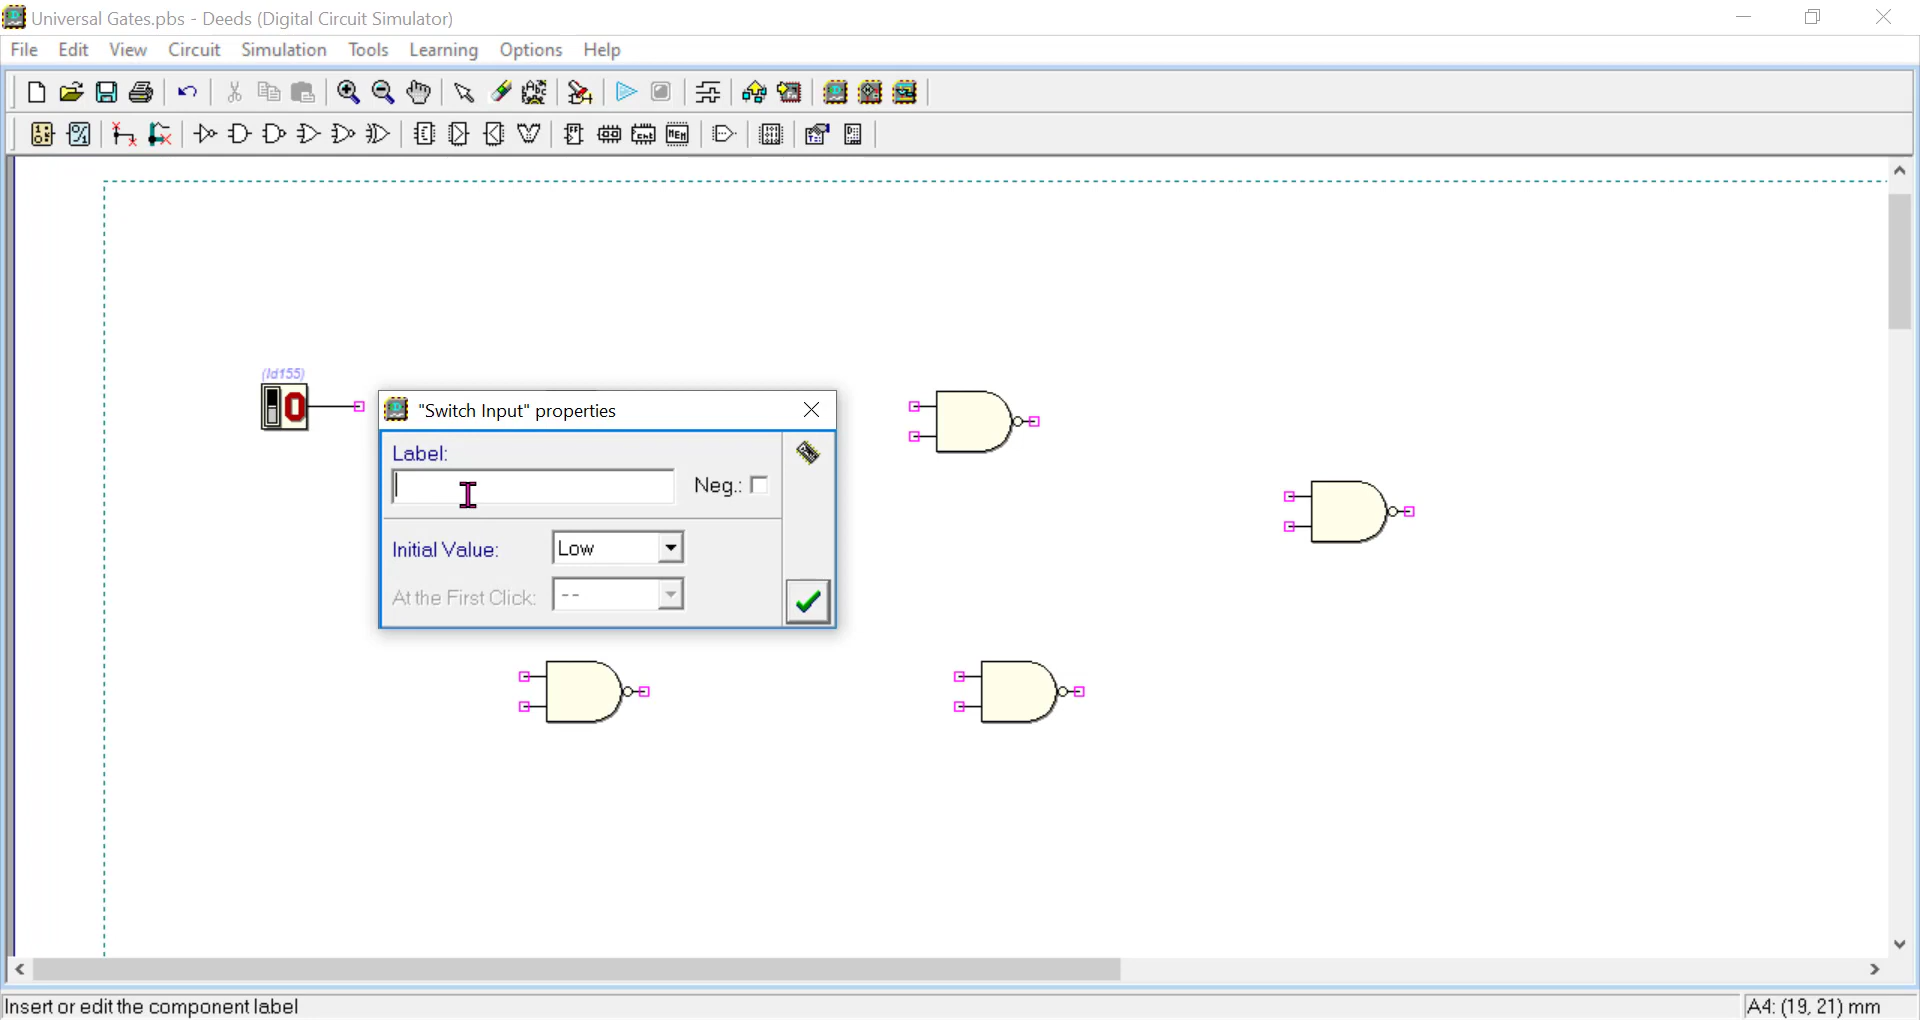 Universal Gates.pbs - Deeds (Digital Circuit Simulator)
File Edit View Circuit Simulation Tools Learning Options Help
(Id155)
0
"Switch Input" properties
Label:
Neg.:
Initial Value: Low
At the First Click: --
Insert or edit the component label
A4: (19, 21) mm